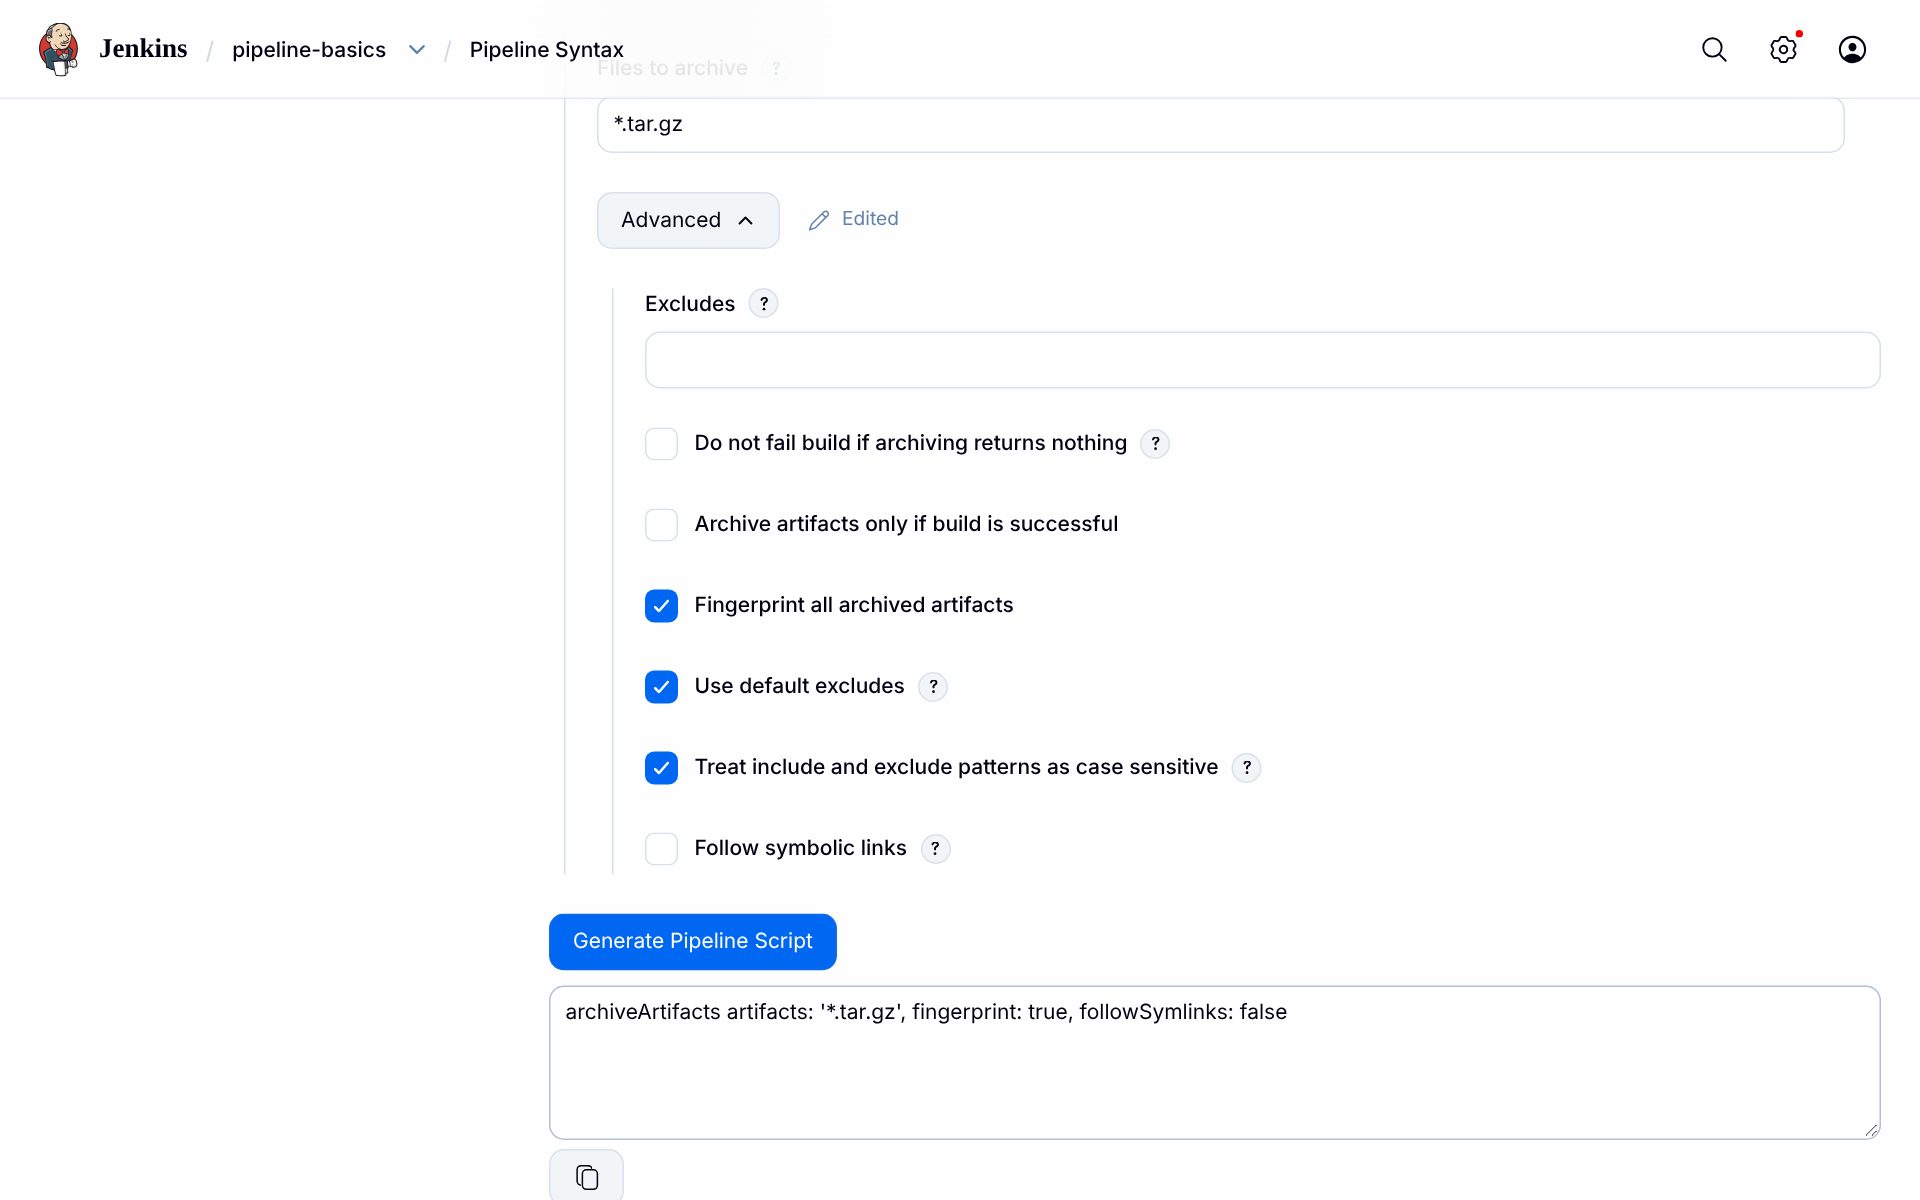 Jenkins / pipeline-basics / Pipeline Syntax
Files to archive ?
*.tar.gz
Advanced Edited
Excludes ?
Do not fail build if archiving returns nothing ?
Archive artifacts only if build is successful
Fingerprint all archived artifacts
Use default excludes ?
Treat include and exclude patterns as case sensitive ?
Follow symbolic links ?
Generate Pipeline Script
archiveArtifacts artifacts: '*.tar.gz', fingerprint: true, followSymlinks: false